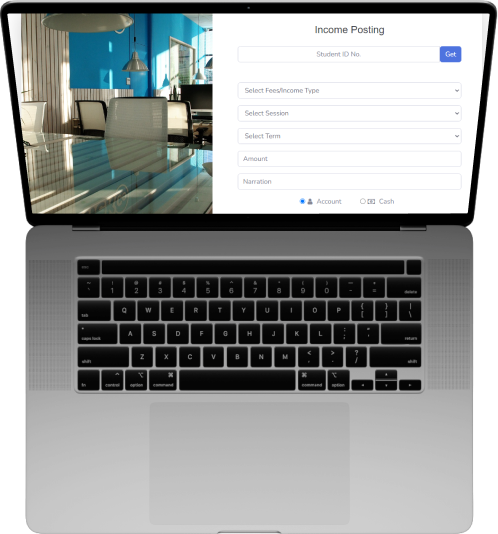 Income Posting
Student ID No. Get
Select Fees/Income Type
Select Session
Select Term
Amount
Narration
Account Cash
esc
~ ! @ # $ % ^ & * ( ) — +
` 1 2 3 4 5 6 7 8 9 0 - = delete
tab Q W E R T Y U I O P { [ } ] | \
caps lock A S D F G H J K L : ; " ' return
shift Z X C V B N M < , > . ? / shift
fn control option command command option